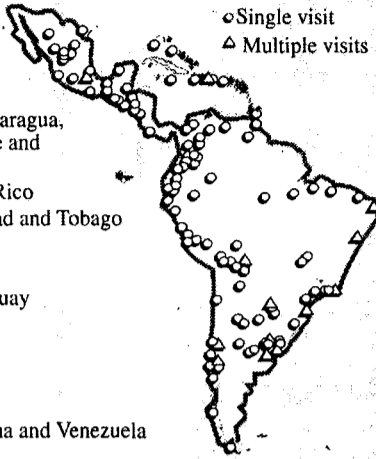 Single visit
Multiple visits
aragua,
e and
Rico
ad and Tobago
uay
na and Venezuela